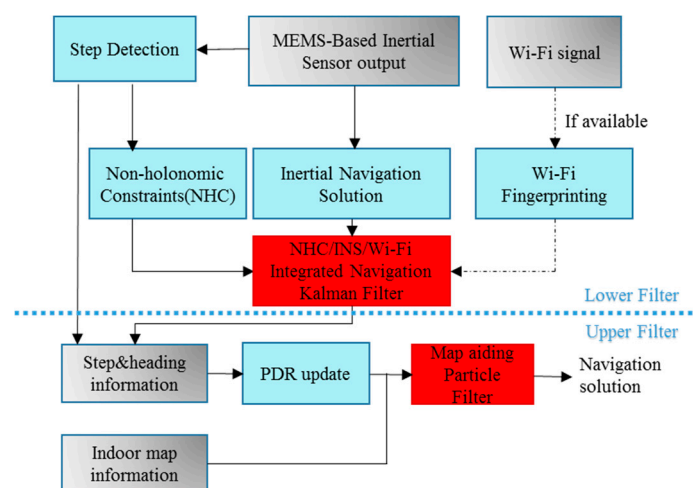 Step Detection
MEMS-Based Inertial
Sensor output
Wi-Fi signal
If available
Non-holonomic
Constraints(NHC)
Inertial Navigation
Solution
Wi-Fi
Fingerprinting
NHC/INS/Wi-Fi
Integrated Navigation
Kalman Filter
Lower Filter
Upper Filter
Step&heading
information
PDR update
Map aiding
Particle
Filter
Navigation
solution
Indoor map
information